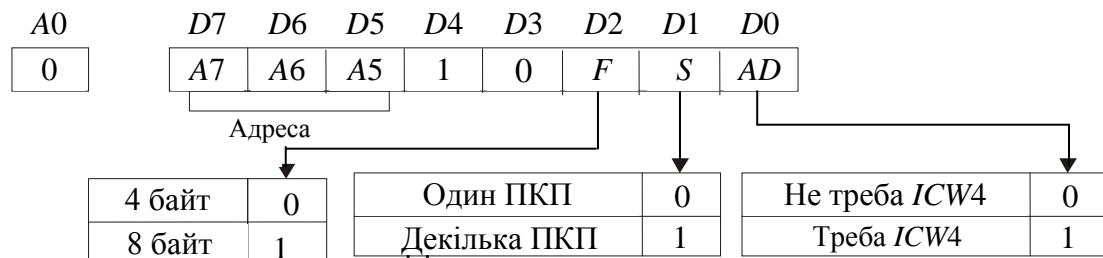 A0 D7 D6 D5 D4 D3 D2 D1 D0
0 A7 A6 A5 1 0 F S AD
Адреса
4 байт 0
8 байт 1
Один ПКП 0
Декілька ПКП 1
Не треба ICW4 0
Треба ICW4 1